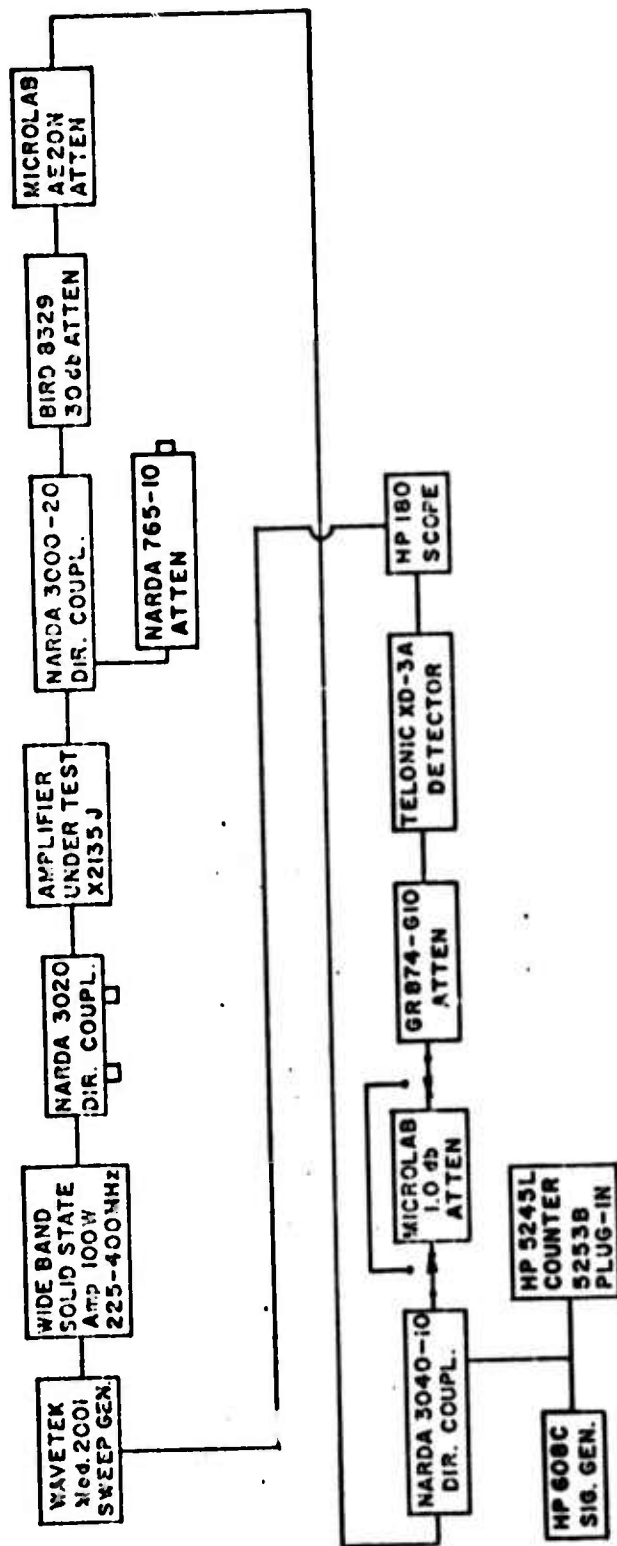 WAVETEK
Mod. 2001
SWEEP GEN.
WIDE BAND
SOLID STATE
Amp 100W
225-400MHz
NARDA 3020
DIR. COUPL.
AMPLIFIER
UNDER TEST
X2135J
NARDA 3000-20
DIR. COUPL.
NARDA 765-10
ATTEN
BIRD 8329
30 db ATTEN
MICROLAB
AE20N
ATTEN
NARDA 3040-10
DIR. COUPL.
HP 608C
SIG. GEN.
HP 5245L
COUNTER
5253B
PLUG-IN
MICROLAB
1.0 db
ATTEN
GR874-G10
ATTEN
TELONIC XD-3A
DETECTOR
HP 180
SCOPE